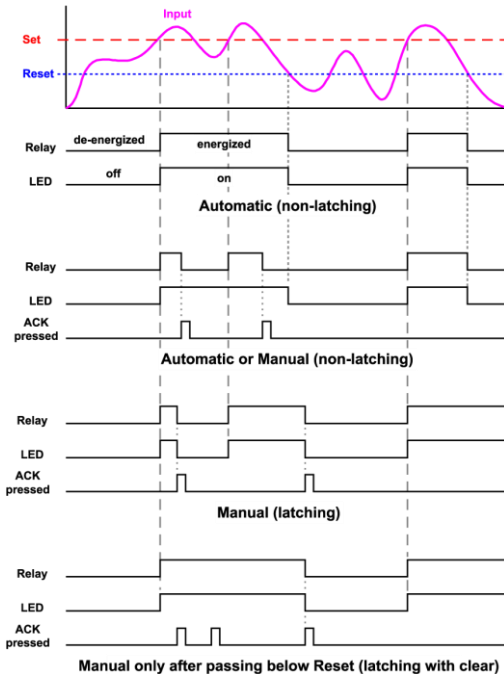 Input
Set
Reset
de-energized energized
Relay
off on
LED
Automatic (non-latching)
Relay
LED
ACK
pressed
Automatic or Manual (non-latching)
Relay
LED
ACK
pressed
Manual (latching)
Relay
LED
ACK
pressed
Manual only after passing below Reset (latching with clear)